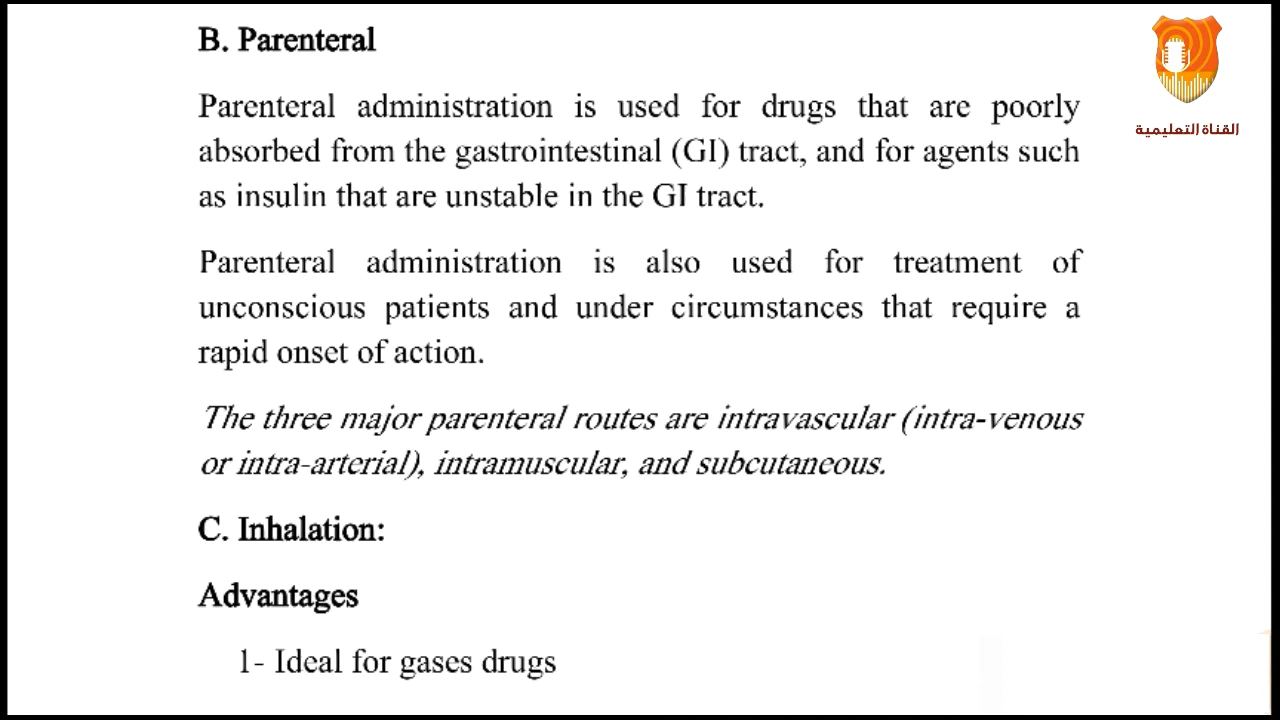 B. Parenteral
القناة التعليمية
Parenteral administration is used for drugs that are poorly
absorbed from the gastrointestinal (GI) tract, and for agents such
as insulin that are unstable in the GI tract.
Parenteral administration is also used for treatment of
unconscious patients and under circumstances that require a
rapid onset of action.
The three major parenteral routes are intravascular (intra-venous
or intra-arterial), intramuscular, and subcutaneous.
C. Inhalation:
Advantages
1- Ideal for gases drugs